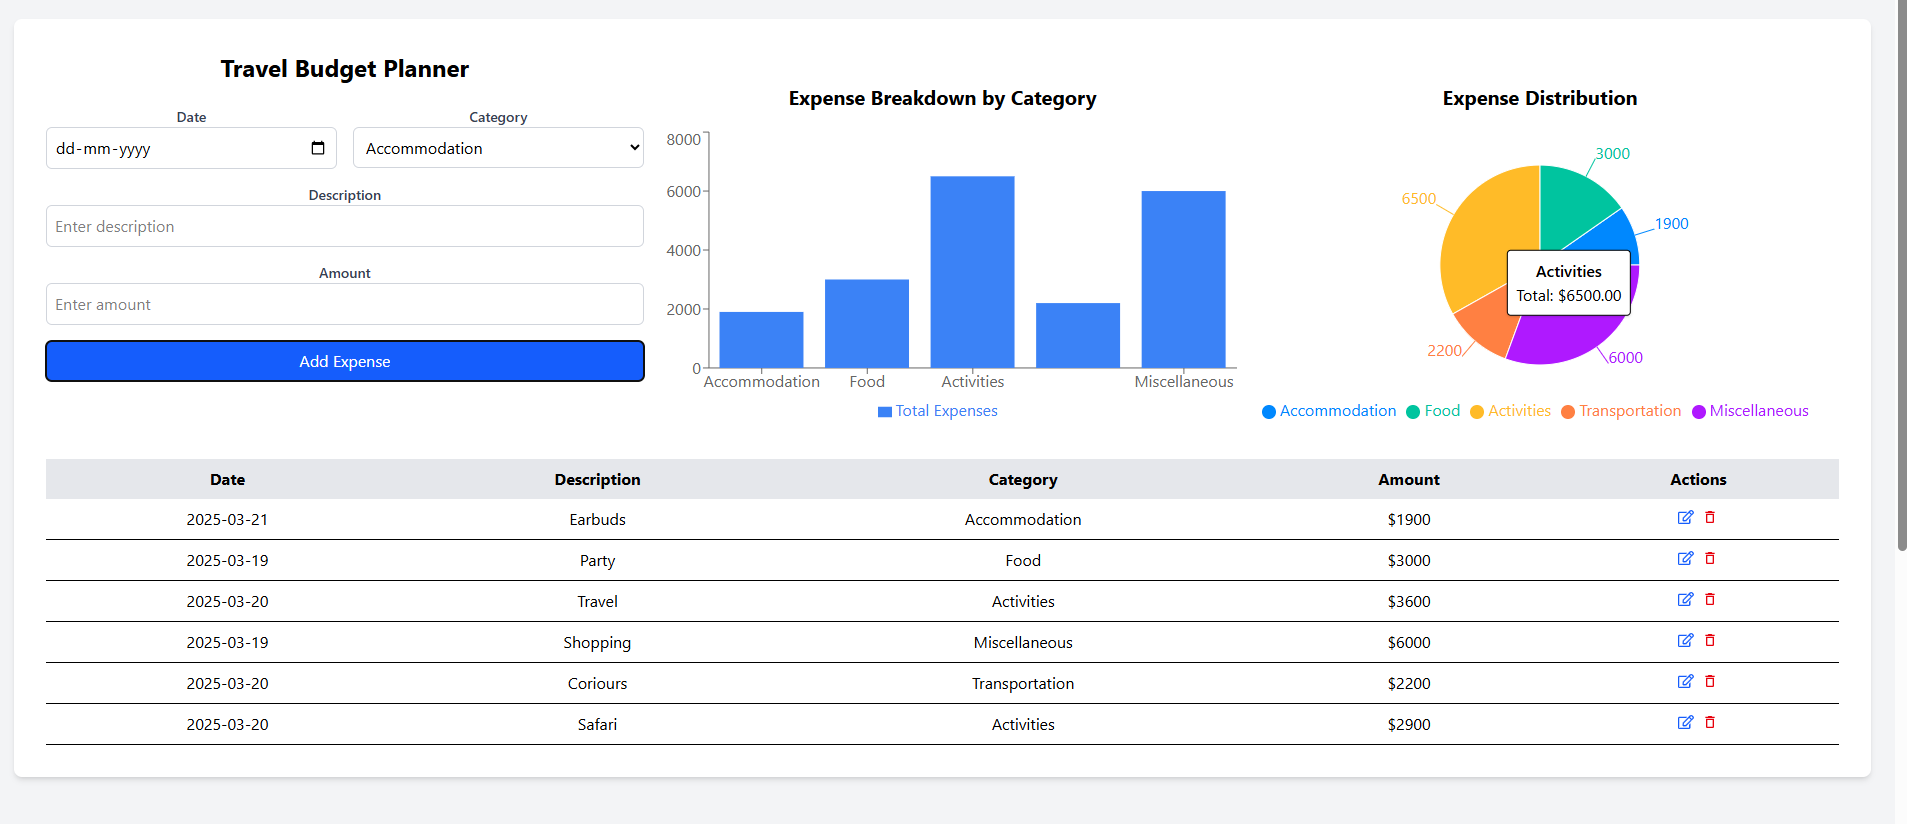 Travel Budget Planner
Date
Category
dd-mm-yyyy
Accommodation
Description
Enter description
Amount
Enter amount
Add Expense
Expense Breakdown by Category
8000
6000
4000
2000
0
Accommodation Food Activities Miscellaneous
Total Expenses
Expense Distribution
3000
6500
1900
Activities
Total: $6500.00
2200
6000
Accommodation Food Activities Transportation Miscellaneous
Date Description Category Amount Actions
2025-03-21 Earbuds Accommodation $1900
2025-03-19 Party Food $3000
2025-03-20 Travel Activities $3600
2025-03-19 Shopping Miscellaneous $6000
2025-03-20 Coriours Transportation $2200
2025-03-20 Safari Activities $2900